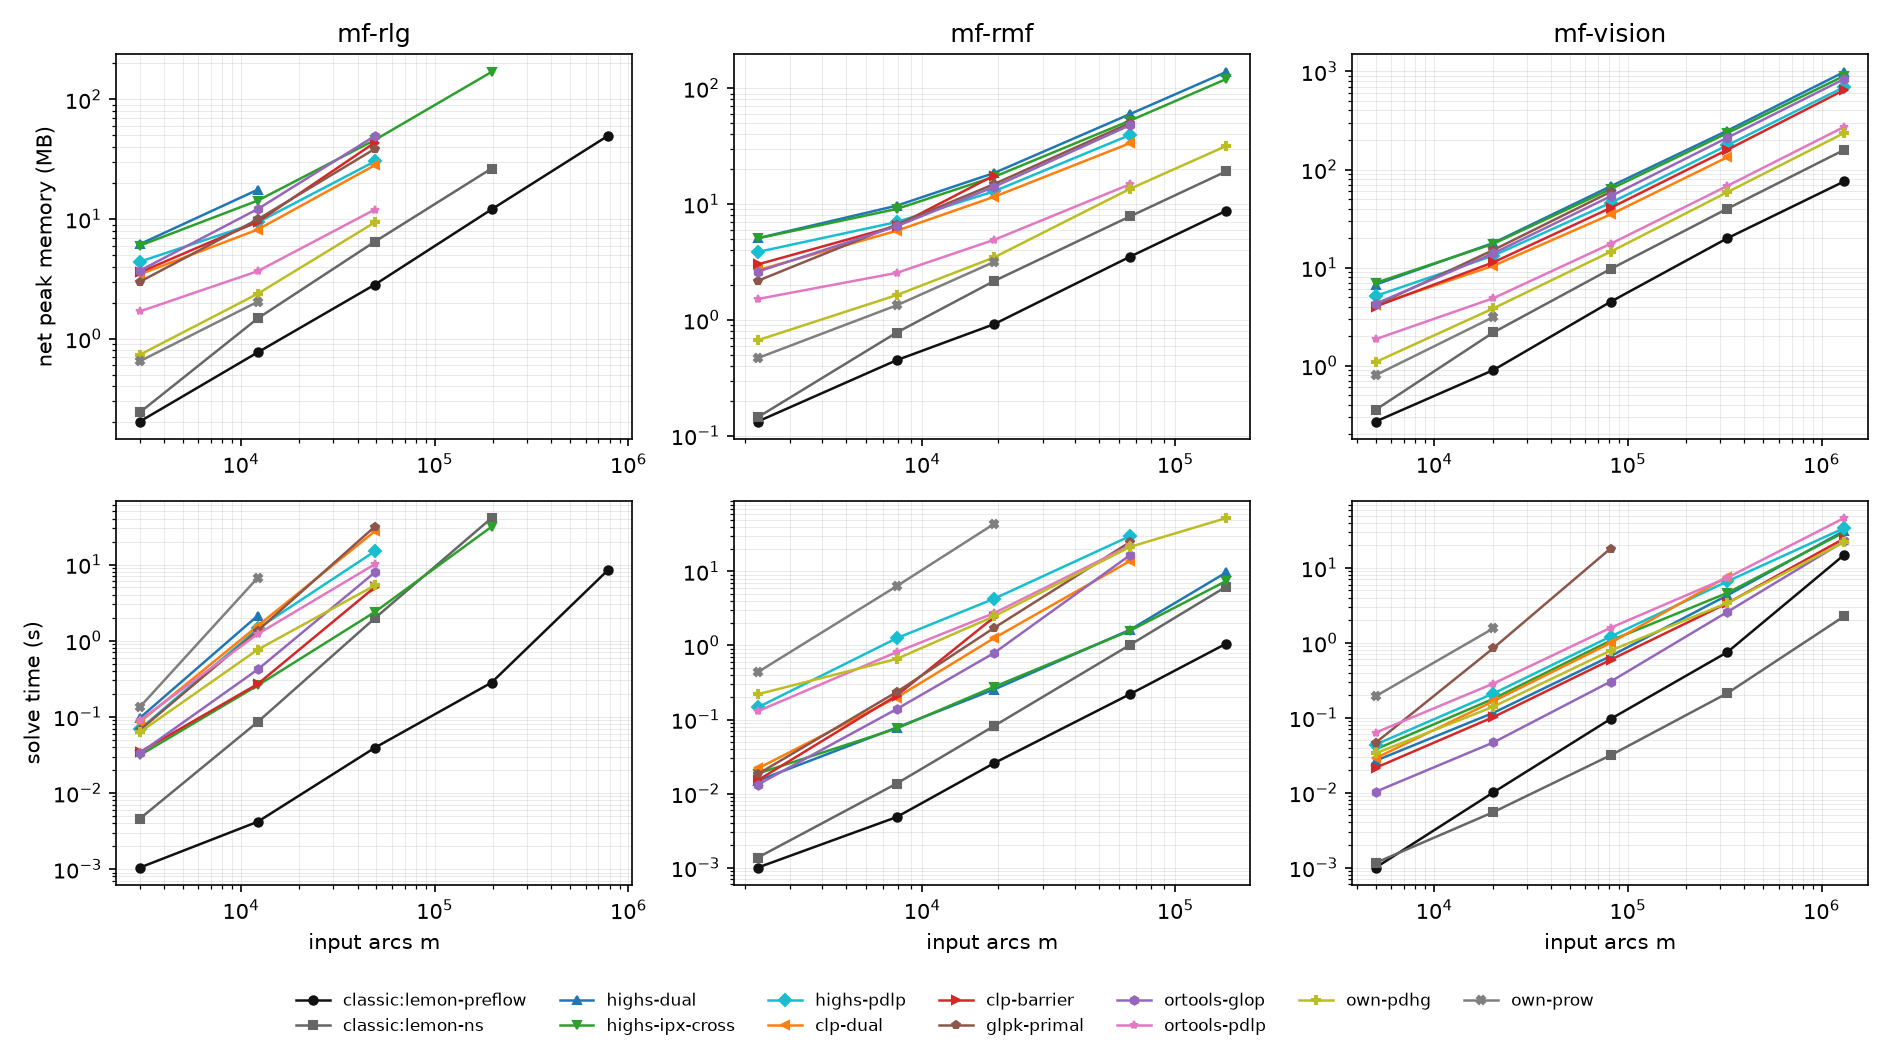 mf-rlg
mf-rmf
mf-vision
net peak memory (MB)
10²
10¹
10⁰
10⁴
10⁵
10⁶
10²
10¹
10⁰
10⁻¹
10⁴
10⁵
10³
10²
10¹
10⁰
10⁴
10⁵
10⁶
solve time (s)
10¹
10⁰
10⁻¹
10⁻²
10⁻³
10⁴
10⁵
10⁶
input arcs m
10¹
10⁰
10⁻¹
10⁻²
10⁻³
10⁴
10⁵
input arcs m
10¹
10⁰
10⁻¹
10⁻²
10⁻³
10⁴
10⁵
10⁶
input arcs m
classic:lemon-preflow
classic:lemon-ns
highs-dual
highs-ipx-cross
highs-pdlp
clp-dual
clp-barrier
glpk-primal
ortools-glop
ortools-pdlp
own-pdhg
own-prow